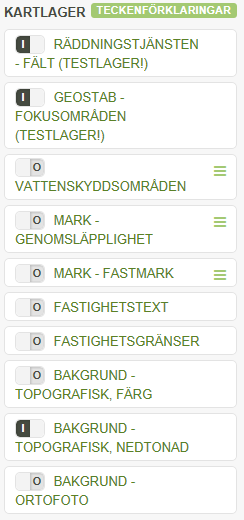 KARTLAGER TECKENFÖRKLARINGAR
I RÄDDNINGSTJÄNSTEN
- FÄLT (TESTLAGER!)
I GEOSTAB -
FOKUSOMRÅDEN
(TESTLAGER!)
O
VATTENSKYDDSOMRÅDEN
O MARK -
GENOMSLÄPPLIGHET
O MARK - FASTMARK
O FASTIGHETSTEXT
O FASTIGHETSGRÄNSER
O BAKGRUND -
TOPOGRAFISK, FÄRG
I BAKGRUND -
TOPOGRAFISK, NEDTONAD
O BAKGRUND -
ORTOFOTO